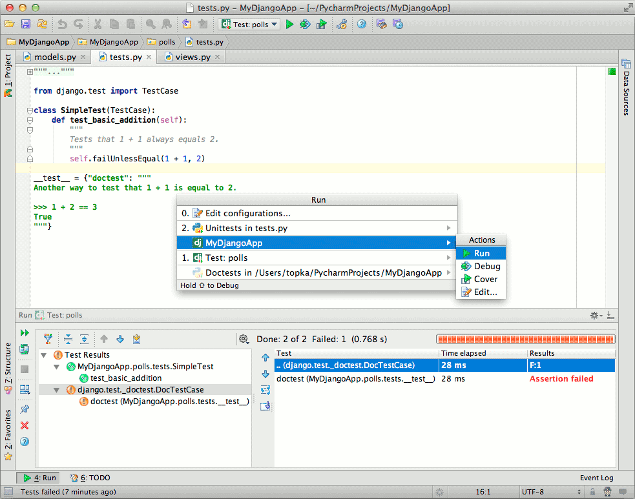 tests.py – MyDjangoApp – [~/PycharmProjects/MyDjangoApp]
Test: polls
MyDjangoApp MyDjangoApp polls tests.py
models.py × tests.py × views.py ×
1: Project
Data Sources
"""..."""
from django.test import TestCase
class SimpleTest(TestCase):
def test_basic_addition(self):
"""
Tests that 1 + 1 always equals 2.
"""
self.failUnlessEqual(1 + 1, 2)
__test__ = {"doctest": """
Another way to test that 1 + 1 is equal to 2.
>>> 1 + 2 == 3
True
"""}
Run
0. Edit configurations...
2. Unittests in tests.py
dj MyDjangoApp
1. Test: polls
Doctests in /Users/topka/PycharmProjects/MyDjangoApp
Hold ⇧ to Debug
Actions
Run
Debug
Cover
Edit...
Run Test: polls
Done: 2 of 2 Failed: 1 (0.768 s)
Test Results
MyDjangoApp.polls.tests.SimpleTest
test_basic_addition
django.test._doctest.DocTestCase
doctest (MyDjangoApp.polls.tests.__test__)
Test Time elapsed Results
.. (django.test._doctest.DocTestCase) 28 ms F:1
doctest (MyDjangoApp.polls.tests.__test__) 28 ms Assertion failed
Z: Structure
2: Favorites
4: Run 6: TODO Event Log
Tests failed (7 minutes ago) 16:1 UTF-8